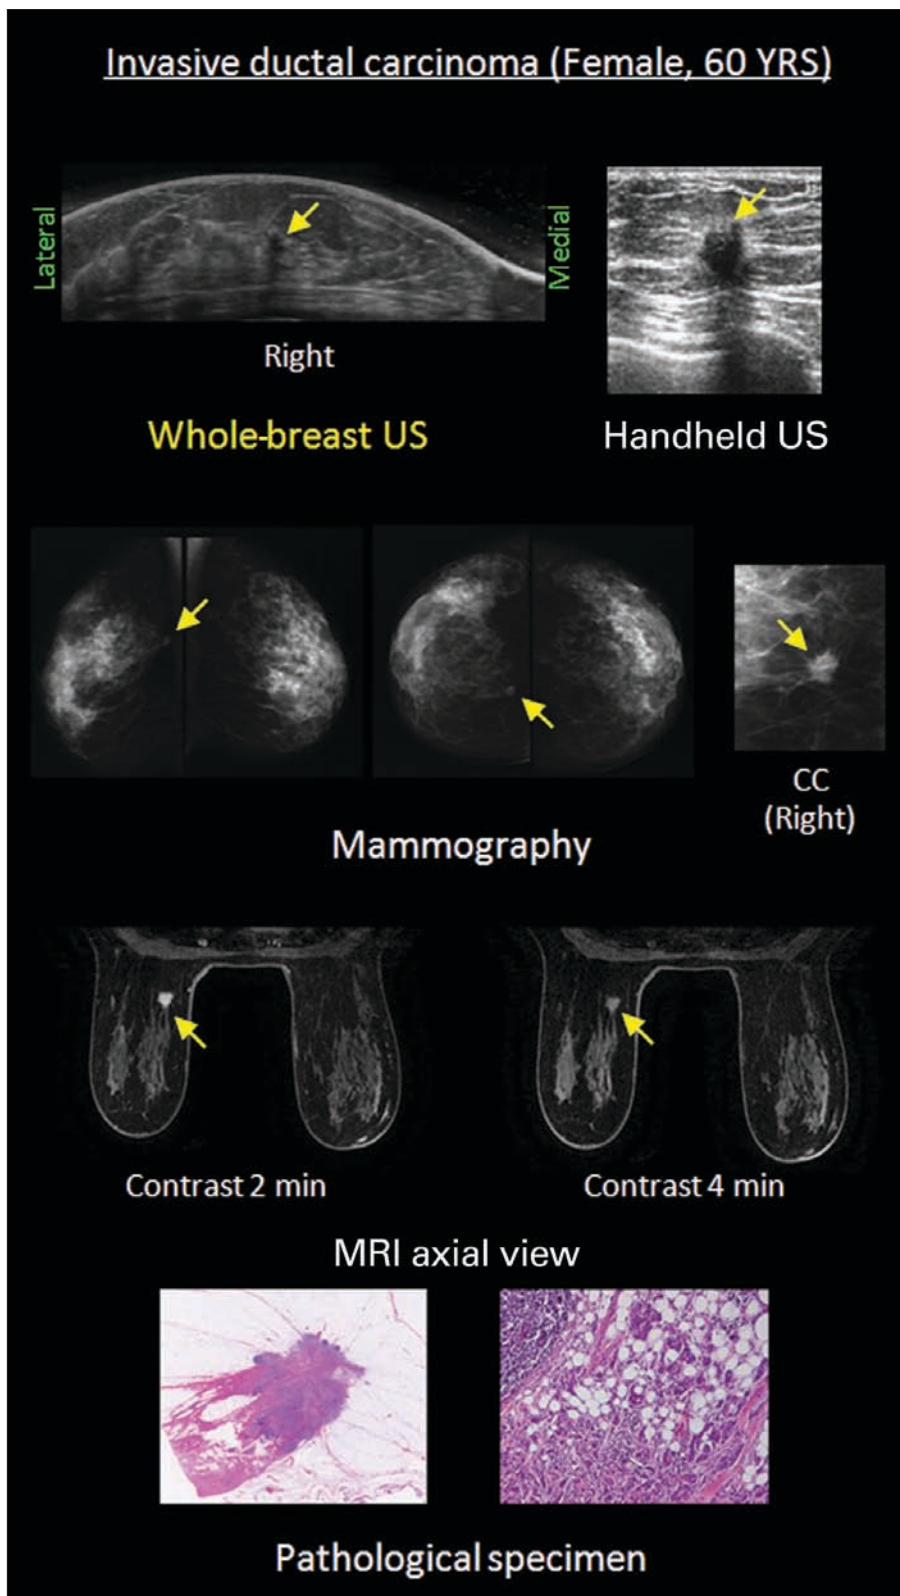 Invasive ductal carcinoma (Female, 60 YRS)
Lateral
Medial
Right
Whole-breast US
Handheld US
CC
(Right)
Mammography
Contrast 2 min
Contrast 4 min
MRI axial view
Pathological specimen